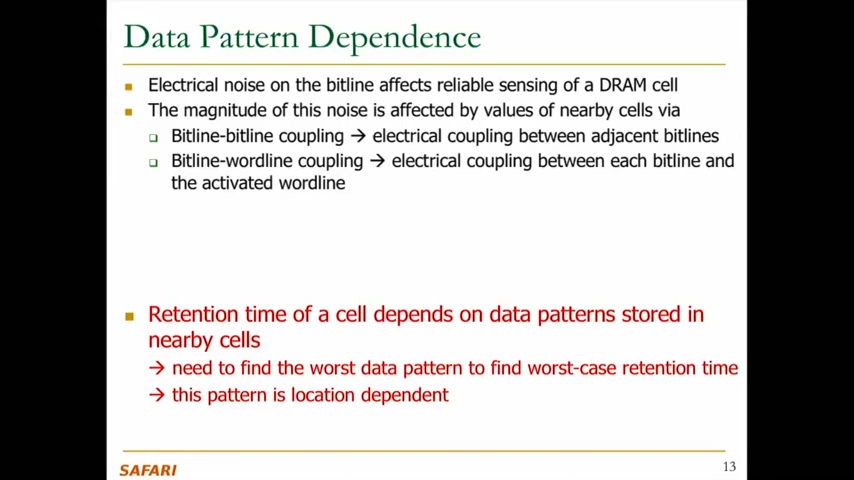 Data Pattern Dependence
Electrical noise on the bitline affects reliable sensing of a DRAM cell
The magnitude of this noise is affected by values of nearby cells via
Bitline-bitline coupling → electrical coupling between adjacent bitlines
Bitline-wordline coupling → electrical coupling between each bitline and
the activated wordline
Retention time of a cell depends on data patterns stored in
nearby cells
→ need to find the worst data pattern to find worst-case retention time
→ this pattern is location dependent
SAFARI
13